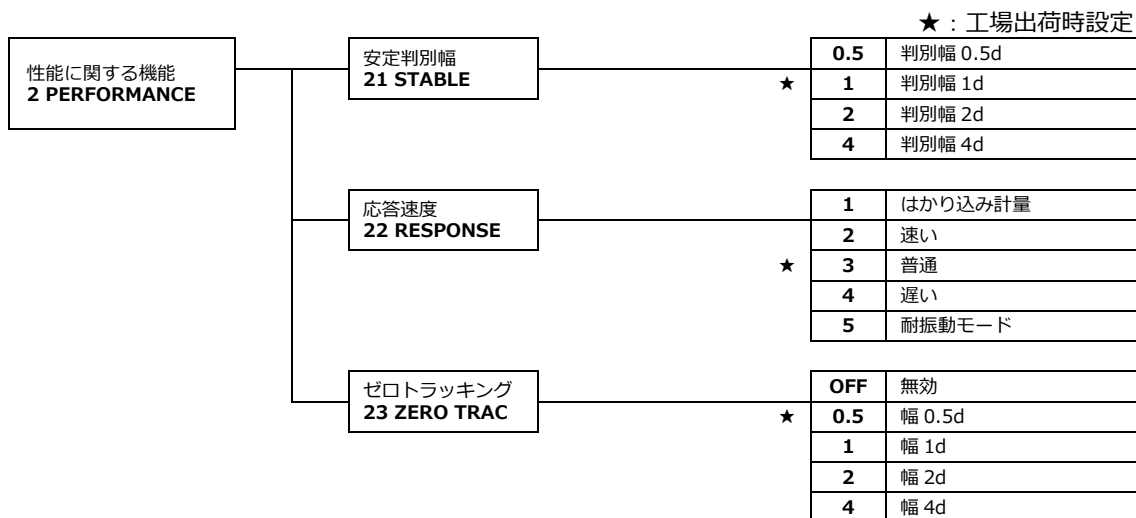 ★：工場出荷時設定
性能に関する機能
2 PERFORMANCE
安定判別幅
21 STABLE
0.5 判別幅 0.5d
★ 1 判別幅 1d
2 判別幅 2d
4 判別幅 4d
応答速度
22 RESPONSE
1 はかり込み計量
2 速い
★ 3 普通
4 遅い
5 耐振動モード
ゼロトラッキング
23 ZERO TRAC
OFF 無効
★ 0.5 幅 0.5d
1 幅 1d
2 幅 2d
4 幅 4d